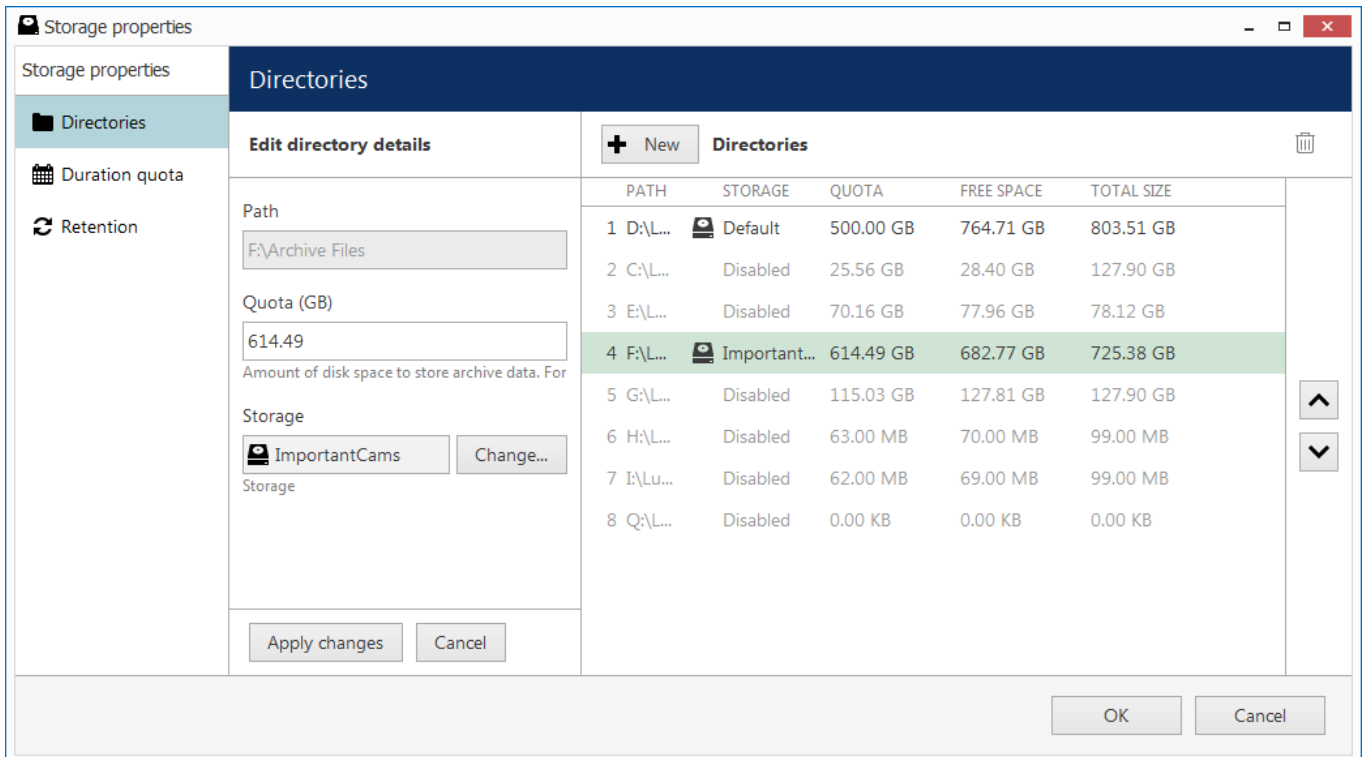 Storage properties
Storage properties
Directories
Duration quota
Retention
Directories
Edit directory details
Path
F:\Archive Files
Quota (GB)
614.49
Amount of disk space to store archive data. For
Storage
ImportantCams Change...
Storage
Apply changes Cancel
New Directories
PATH STORAGE QUOTA FREE SPACE TOTAL SIZE
1 D:\L... Default 500.00 GB 764.71 GB 803.51 GB
2 C:\L... Disabled 25.56 GB 28.40 GB 127.90 GB
3 E:\L... Disabled 70.16 GB 77.96 GB 78.12 GB
4 F:\L... Important... 614.49 GB 682.77 GB 725.38 GB
5 G:\L... Disabled 115.03 GB 127.81 GB 127.90 GB
6 H:\L... Disabled 63.00 MB 70.00 MB 99.00 MB
7 I:\Lu... Disabled 62.00 MB 69.00 MB 99.00 MB
8 Q:\L... Disabled 0.00 KB 0.00 KB 0.00 KB
OK Cancel